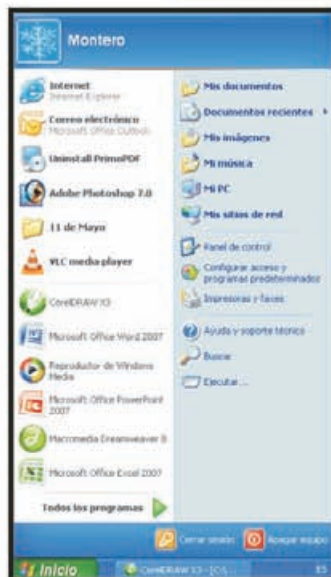 Montero
Internet
Internet Explorer
Correo electrónico
Microsoft Office Outlook
Uninstall PrimoPDF
Adobe Photoshop 7.0
11 de Mayo
VLC media player
CorelDRAW X3
Microsoft Office Word 2007
Reproductor de Windows
Media
Microsoft Office PowerPoint
2007
Macromedia Dreamweaver 8
Microsoft Office Excel 2007
Todos los programas
Mis documentos
Documentos recientes
Mis imágenes
Mi música
Mi PC
Mis sitios de red
Panel de control
Configurar acceso y
programas predeterminados
Impresoras y faxes
Ayuda y soporte técnico
Buscar
Ejecutar...
Cerrar sesión
Apagar equipo
Inicio
CorelDRAW X3 - [C:\...
ES